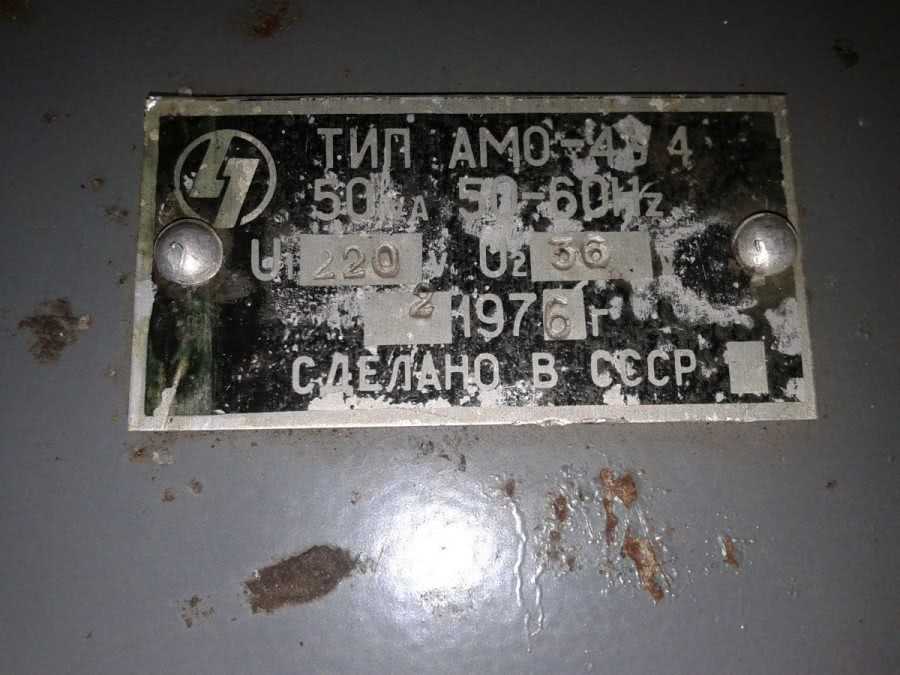 ТИП АМО-4 4
50 А 50-60Hz
U1 220 V U2 36
2 1976 г
СДЕЛАНО В СССР